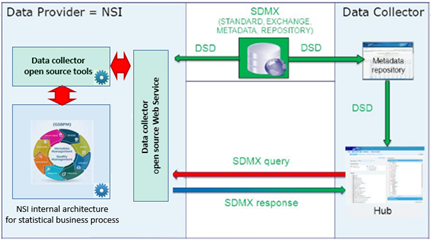 Data Provider = NSI
SDMX
(STANDARD, EXCHANGE,
METADATA, REPOSITORY)
Data Collector
Data collector
open source tools
DSD
DSD
Metadata
repository
Data collector
open source Web Service
DSD
SDMX query
SDMX response
Hub
NSI internal architecture
for statistical business process